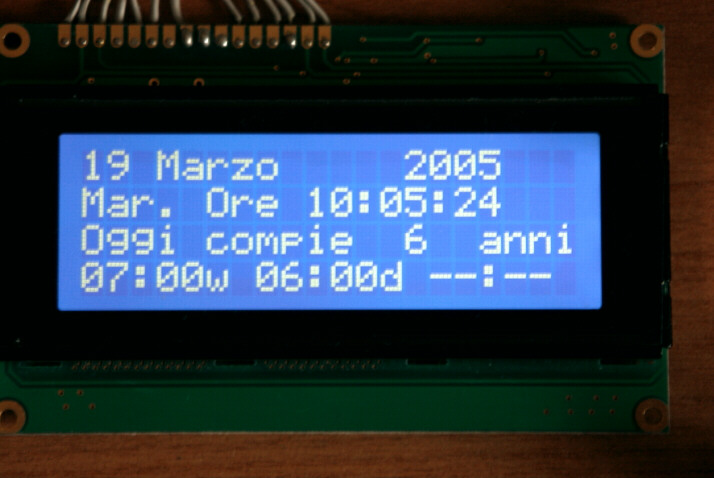 19 Marzo 2005
Mar. Ore 10:05:24
Oggi compie 6 anni
07:00w 06:00d --:--